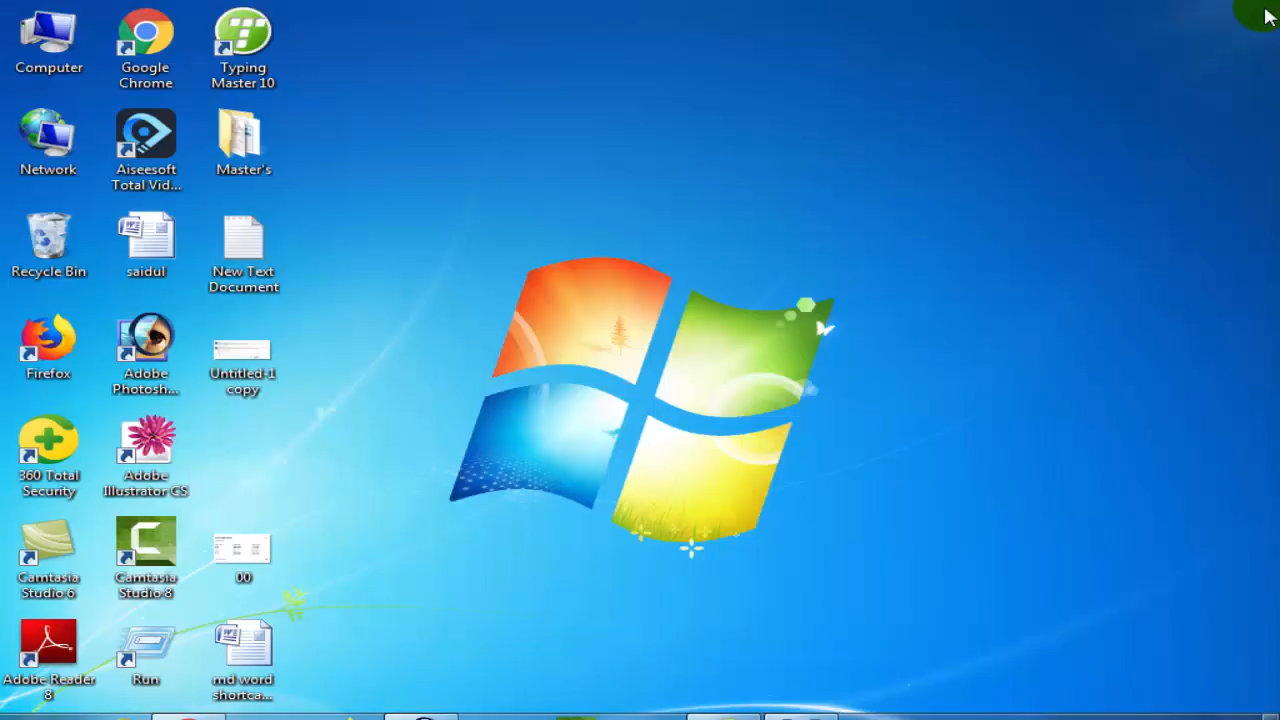 Computer
Google
Chrome
Typing
Master 10
Network
Aiseesoft
Total Vid...
Master's
Recycle Bin
saidul
New Text
Document
Firefox
Adobe
Photosh...
Untitled-1
copy
360 Total
Security
Adobe
Illustrator CS
Camtasia
Studio 6
Camtasia
Studio 8
00
Adobe Reader
8
Run
md word
shortca...